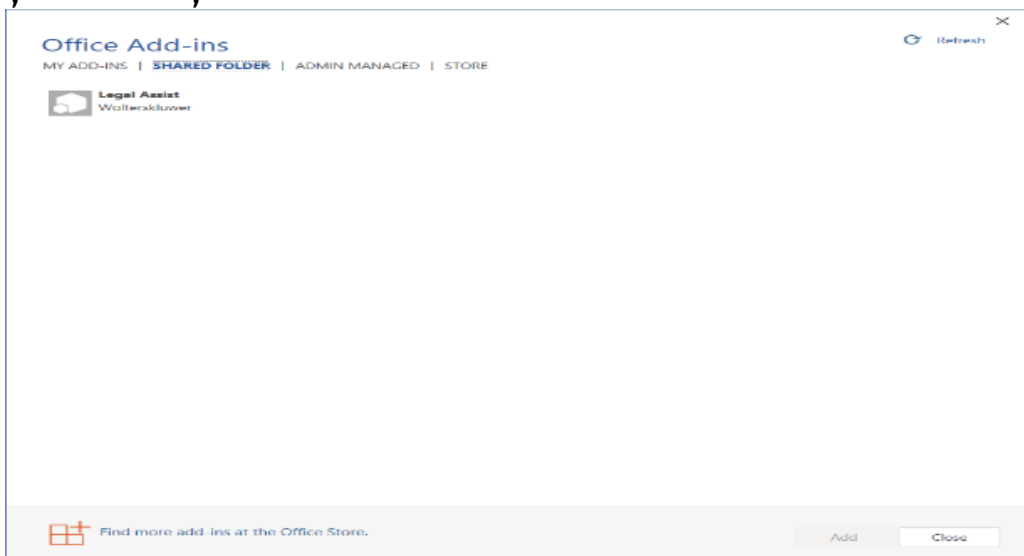 Office Add-ins
Refresh
MY ADD-INS | SHARED FOLDER | ADMIN MANAGED | STORE
Legal Assist
Wolterskluwer
Find more add-ins at the Office Store.
Add
Close